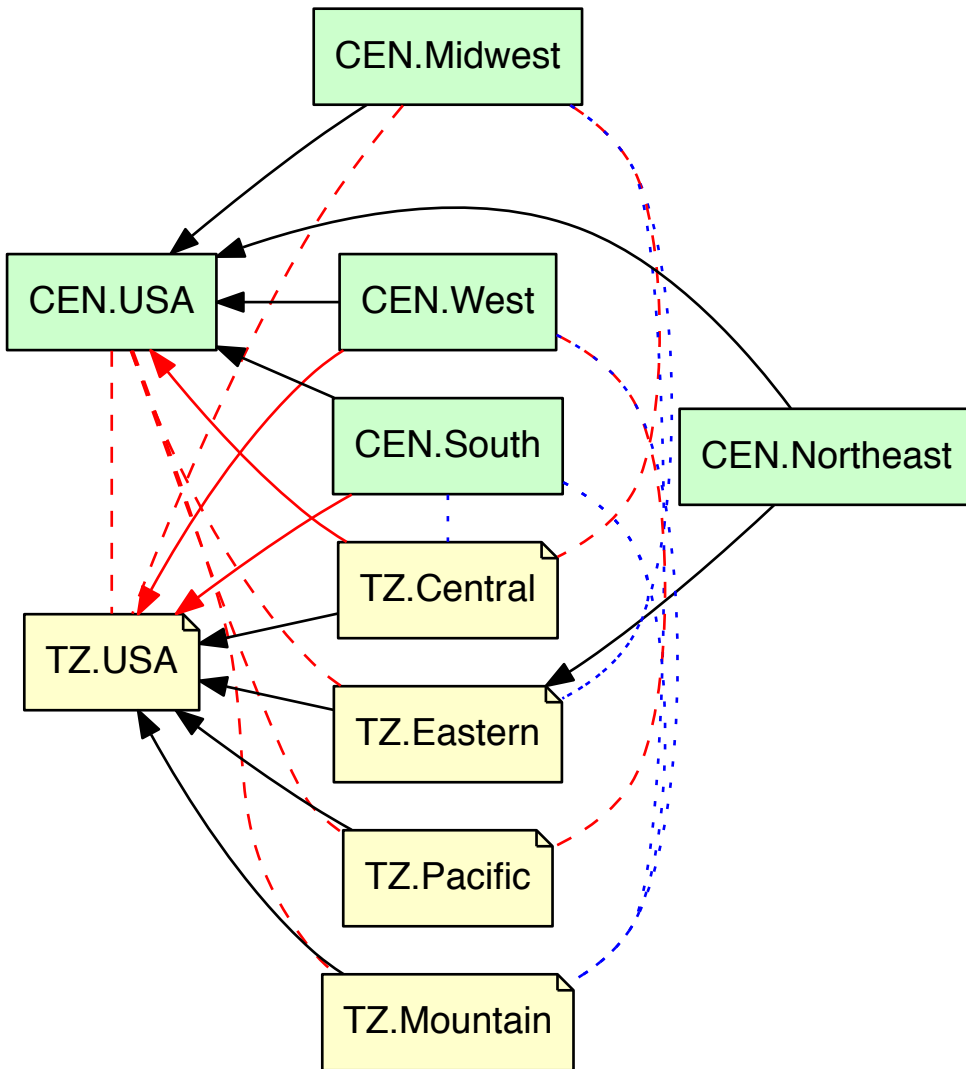 CEN.Midwest
CEN.USA
CEN.West
CEN.South
CEN.Northeast
TZ.Central
TZ.USA
TZ.Eastern
TZ.Pacific
TZ.Mountain